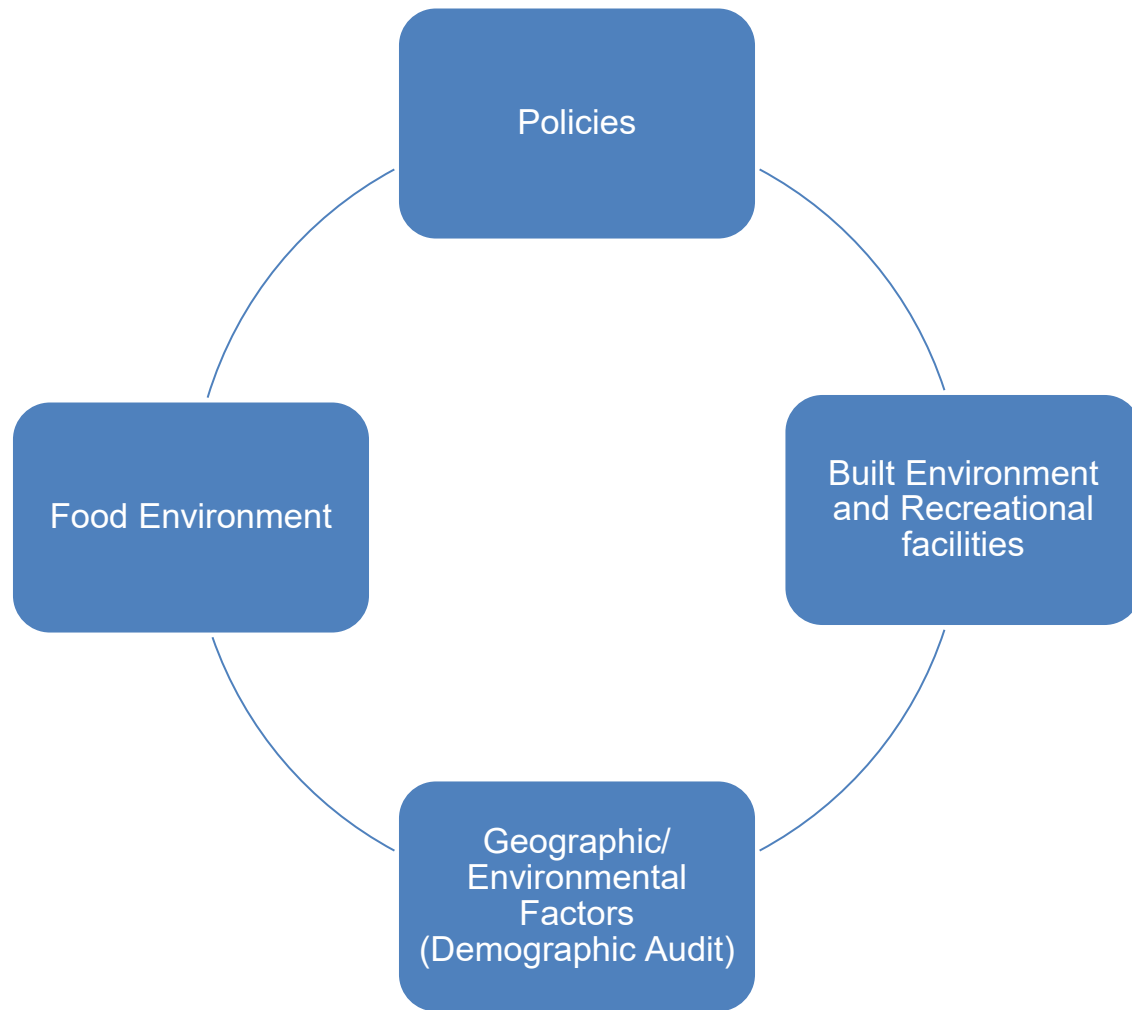 Policies
Food Environment
Built Environment
and Recreational
facilities
Geographic/
Environmental
Factors
(Demographic Audit)